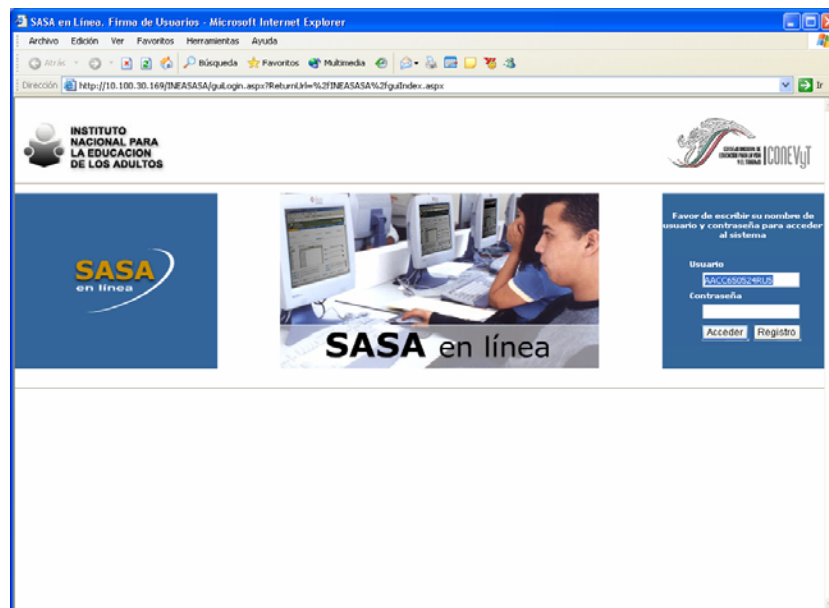 SASA en Línea. Firma de Usuarios - Microsoft Internet Explorer
Archivo Edición Ver Favoritos Herramientas Ayuda
Atrás Búsqueda Favoritos Multimedia
Dirección http://10.100.30.169/INEASASA/guiLogin.aspx?ReturnUrl=%2fINEASASA%2fguiIndex.aspx Ir
INSTITUTO
NACIONAL PARA
LA EDUCACION
DE LOS ADULTOS
CONEVyT
SASA
en línea
SASA en línea
Favor de escribir su nombre de
usuario y contraseña para acceder
al sistema
Usuario
AACC650524RU5
Contraseña
Acceder Registro